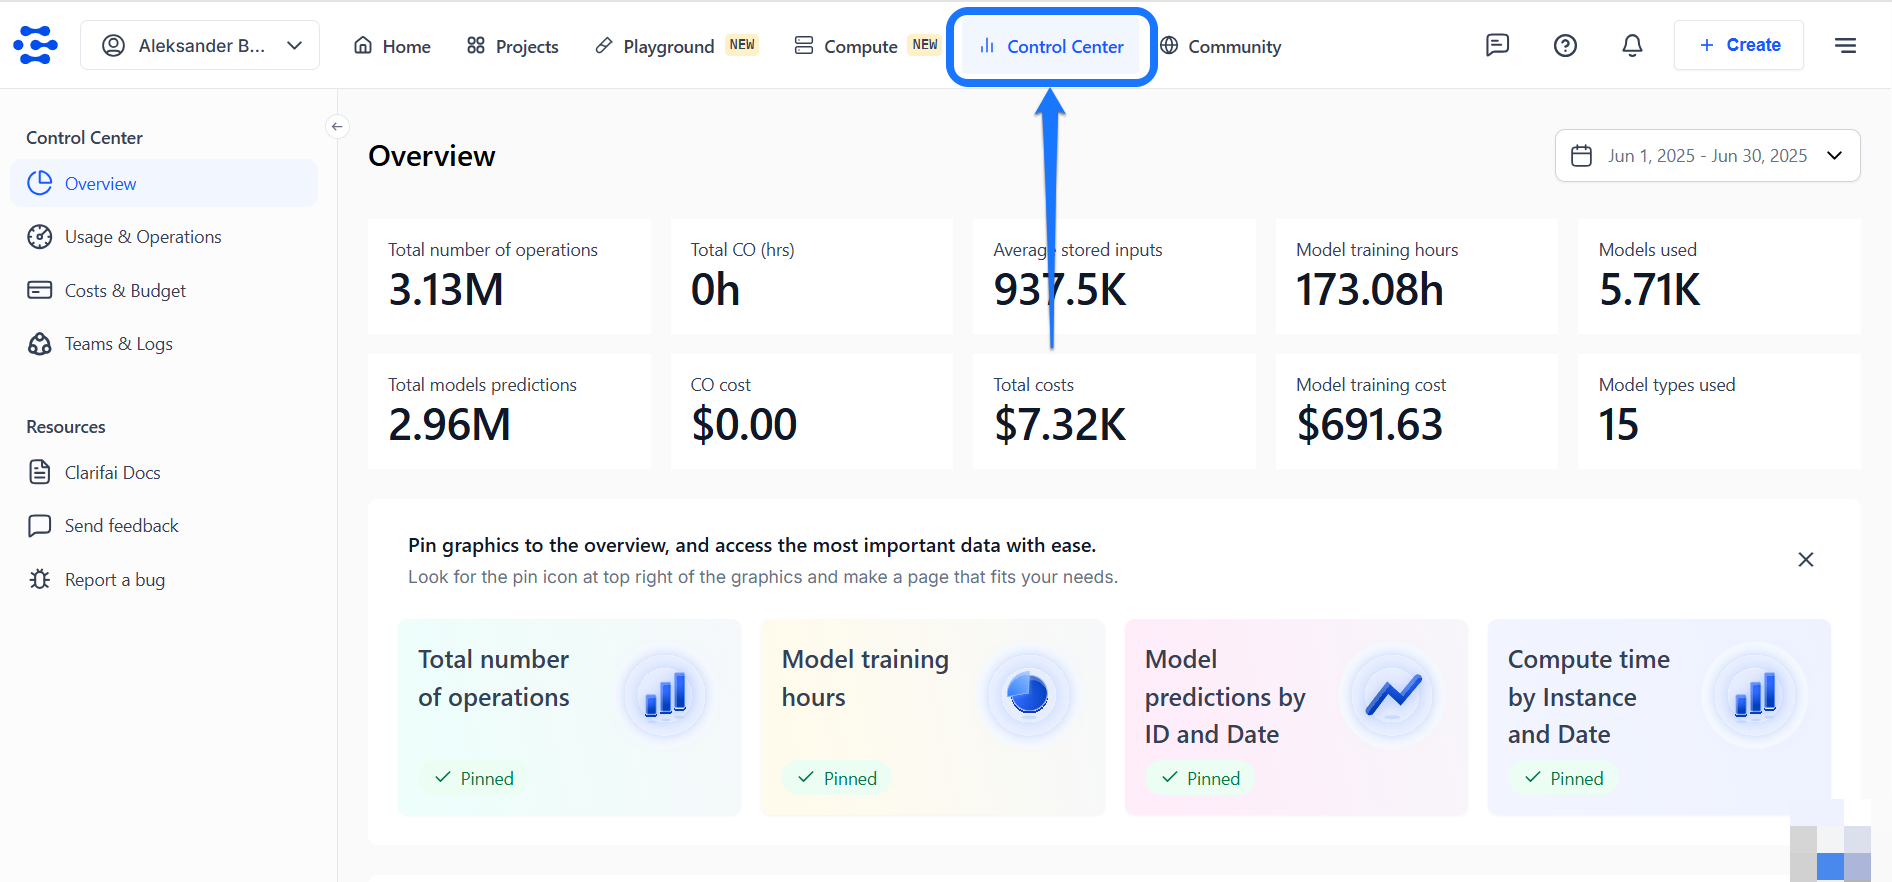 Aleksander B...
Home
Projects
Playground NEW
Compute NEW
Control Center
Community
+ Create
Control Center
Overview
Usage & Operations
Costs & Budget
Teams & Logs
Resources
Clarifai Docs
Send feedback
Report a bug
Overview
Jun 1, 2025 - Jun 30, 2025
Total number of operations
3.13M
Total CO (hrs)
0h
Average stored inputs
937.5K
Model training hours
173.08h
Models used
5.71K
Total models predictions
2.96M
CO cost
$0.00
Total costs
$7.32K
Model training cost
$691.63
Model types used
15
Pin graphics to the overview, and access the most important data with ease.
Look for the pin icon at top right of the graphics and make a page that fits your needs.
Total number
of operations
Pinned
Model training
hours
Pinned
Model
predictions by
ID and Date
Pinned
Compute time
by Instance
and Date
Pinned